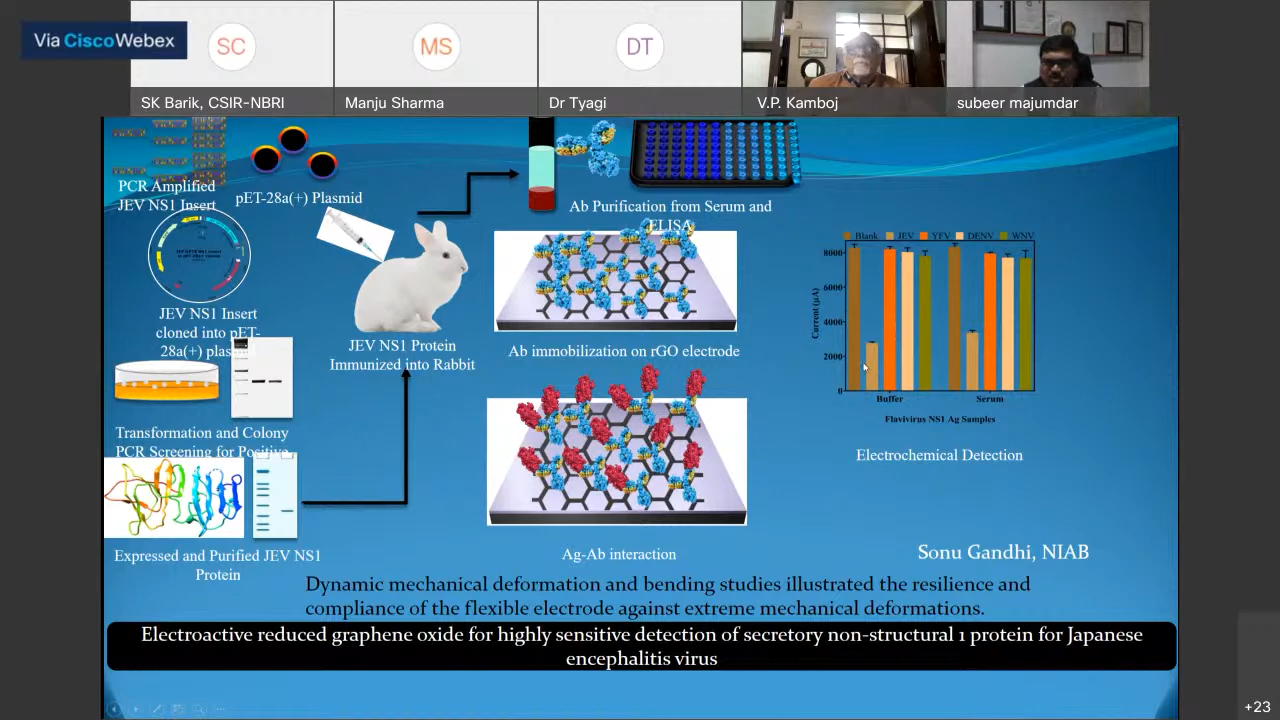 Via CiscoWebex
SC
MS
DT
SK Barik, CSIR-NBRI
Manju Sharma
Dr Tyagi
V.P. Kamboj
subeer majumdar
PCR Amplified
JEV NS1 Insert
pET-28a(+) Plasmid
JEV NS1 Insert
cloned into pET-
28a(+) plasmid
Transformation and Colony
PCR Screening for Positive
Expressed and Purified JEV NS1
Protein
JEV NS1 Protein
Immunized into Rabbit
Ab Purification from Serum and
ELISA
Ab immobilization on rGO electrode
Ag-Ab interaction
Blank JEV YFV DENV WNV
8000
6000
4000
2000
0
Current (µA)
Buffer Serum
Flavivirus NS1 Ag Samples
Electrochemical Detection
Sonu Gandhi, NIAB
Dynamic mechanical deformation and bending studies illustrated the resilience and
compliance of the flexible electrode against extreme mechanical deformations.
Electroactive reduced graphene oxide for highly sensitive detection of secretory non-structural 1 protein for Japanese
encephalitis virus
+23